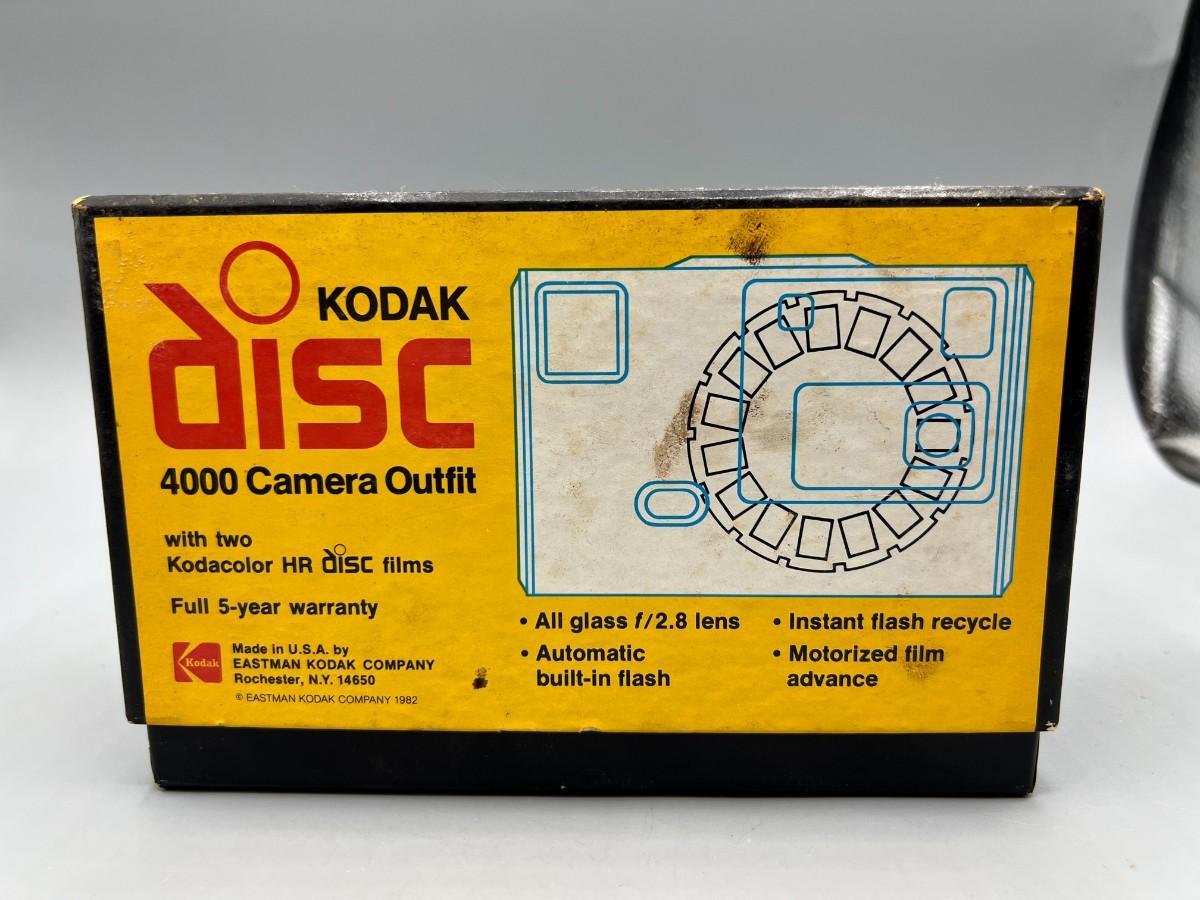 KODAK
disc
4000 Camera Outfit
with two
Kodacolor HR disc films
Full 5-year warranty
Kodak
Made in U.S.A. by
EASTMAN KODAK COMPANY
Rochester, N.Y. 14650
© EASTMAN KODAK COMPANY 1982
• All glass f/2.8 lens
• Automatic
built-in flash
• Instant flash recycle
• Motorized film
advance